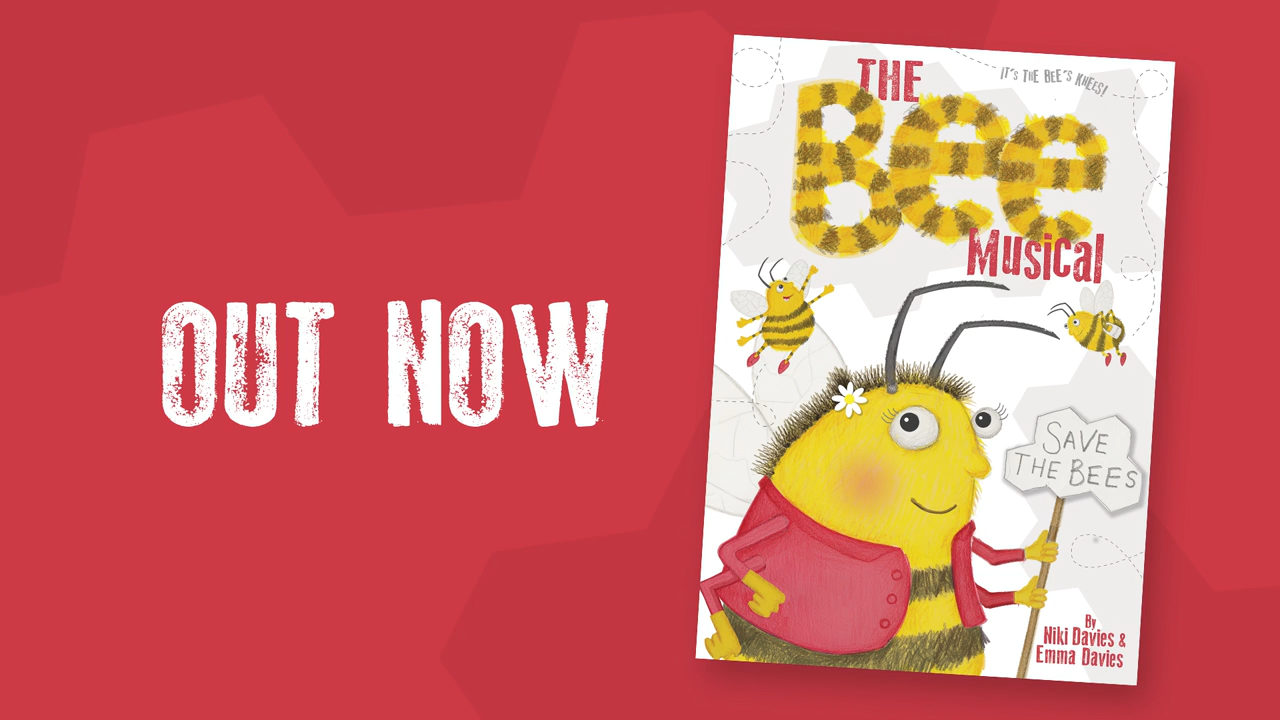 OUT NOW
THE
Bee
Musical
IT'S THE BEE'S KNEES!
SAVE
THE BEES
By
Niki Davies &
Emma Davies